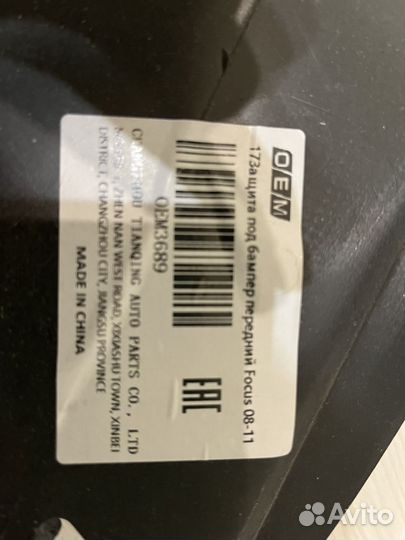 OEM
173ащита под бампер передний Focus 08-11
OEM3689
CHANGZHOU TIANQING AUTO PARTS CO., LTD
ZHEN NAN WEST ROAD, XIXIASHU TOWN, XINBEI
DISTRICT, CHANGZHOU CITY, JIANGSU PROVINCE
MADE IN CHINA
EAC
Avito